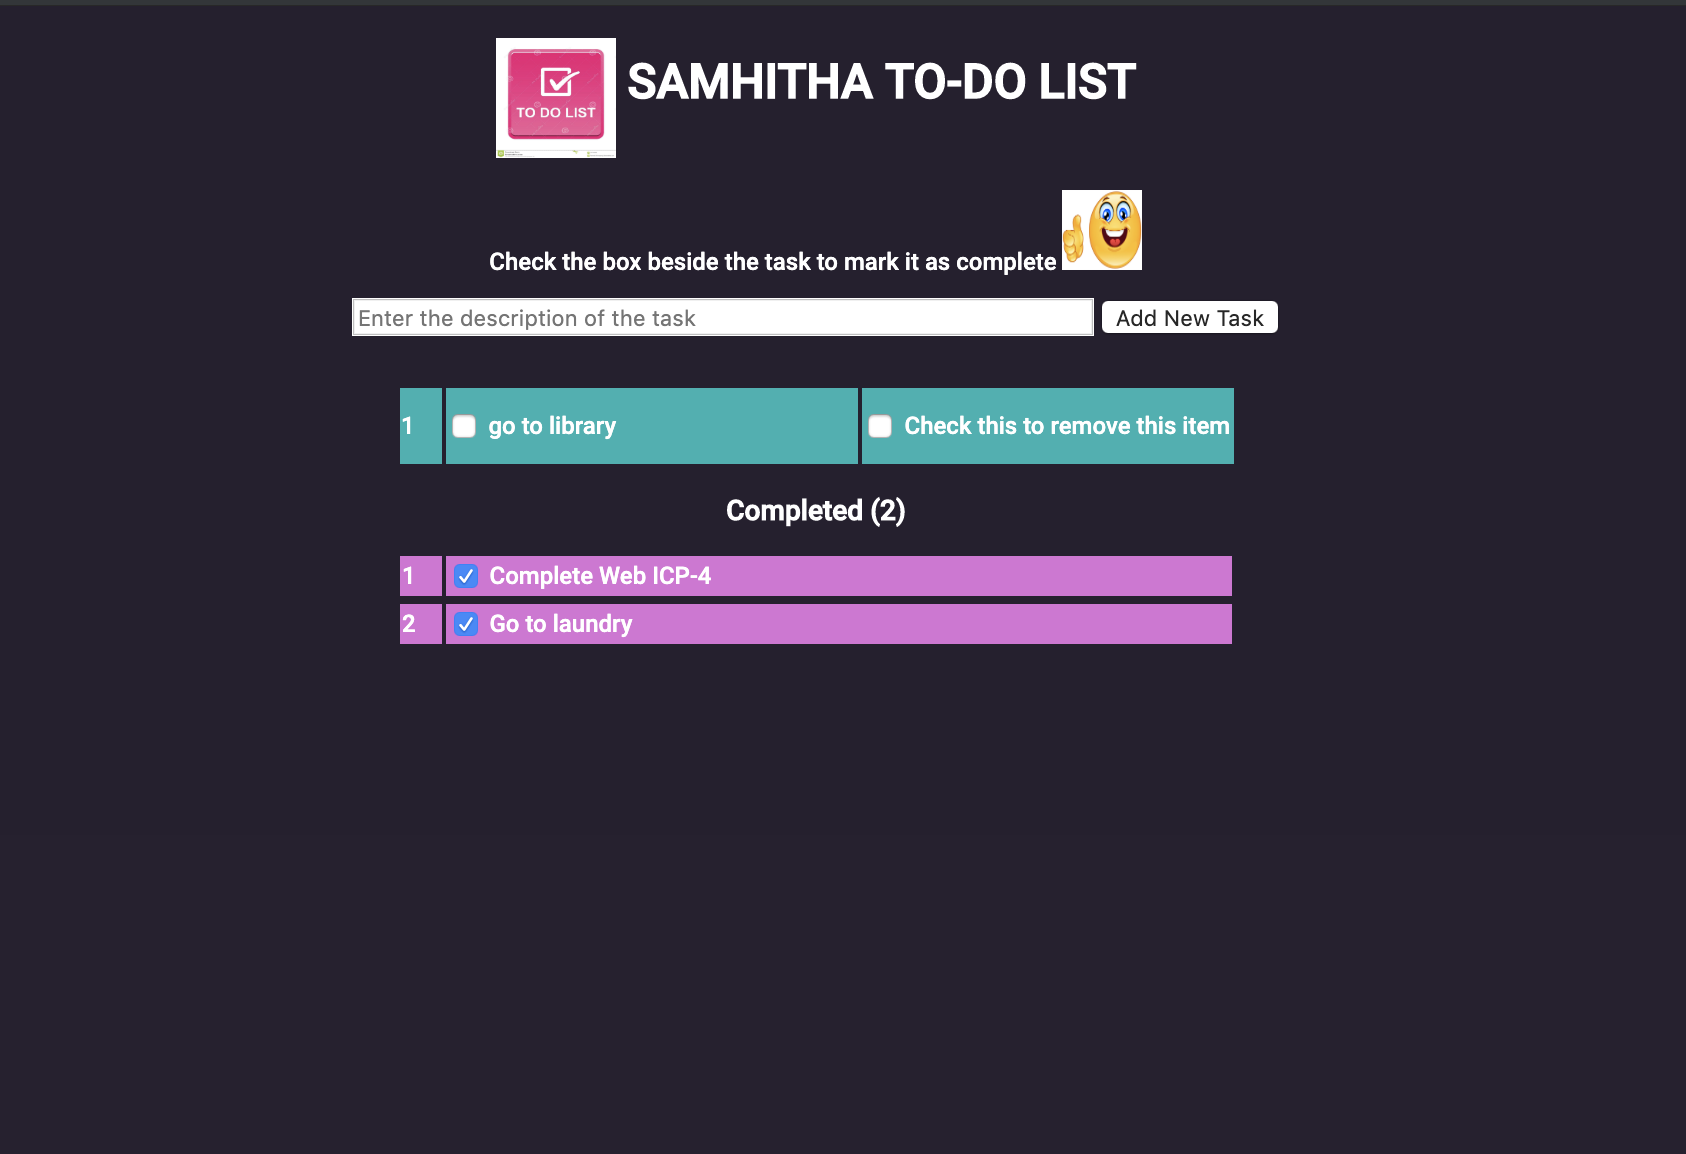 TO DO LIST
SAMHITHA TO-DO LIST
Check the box beside the task to mark it as complete
Enter the description of the task
Add New Task
1 go to library Check this to remove this item
Completed (2)
1 Complete Web ICP-4
2 Go to laundry